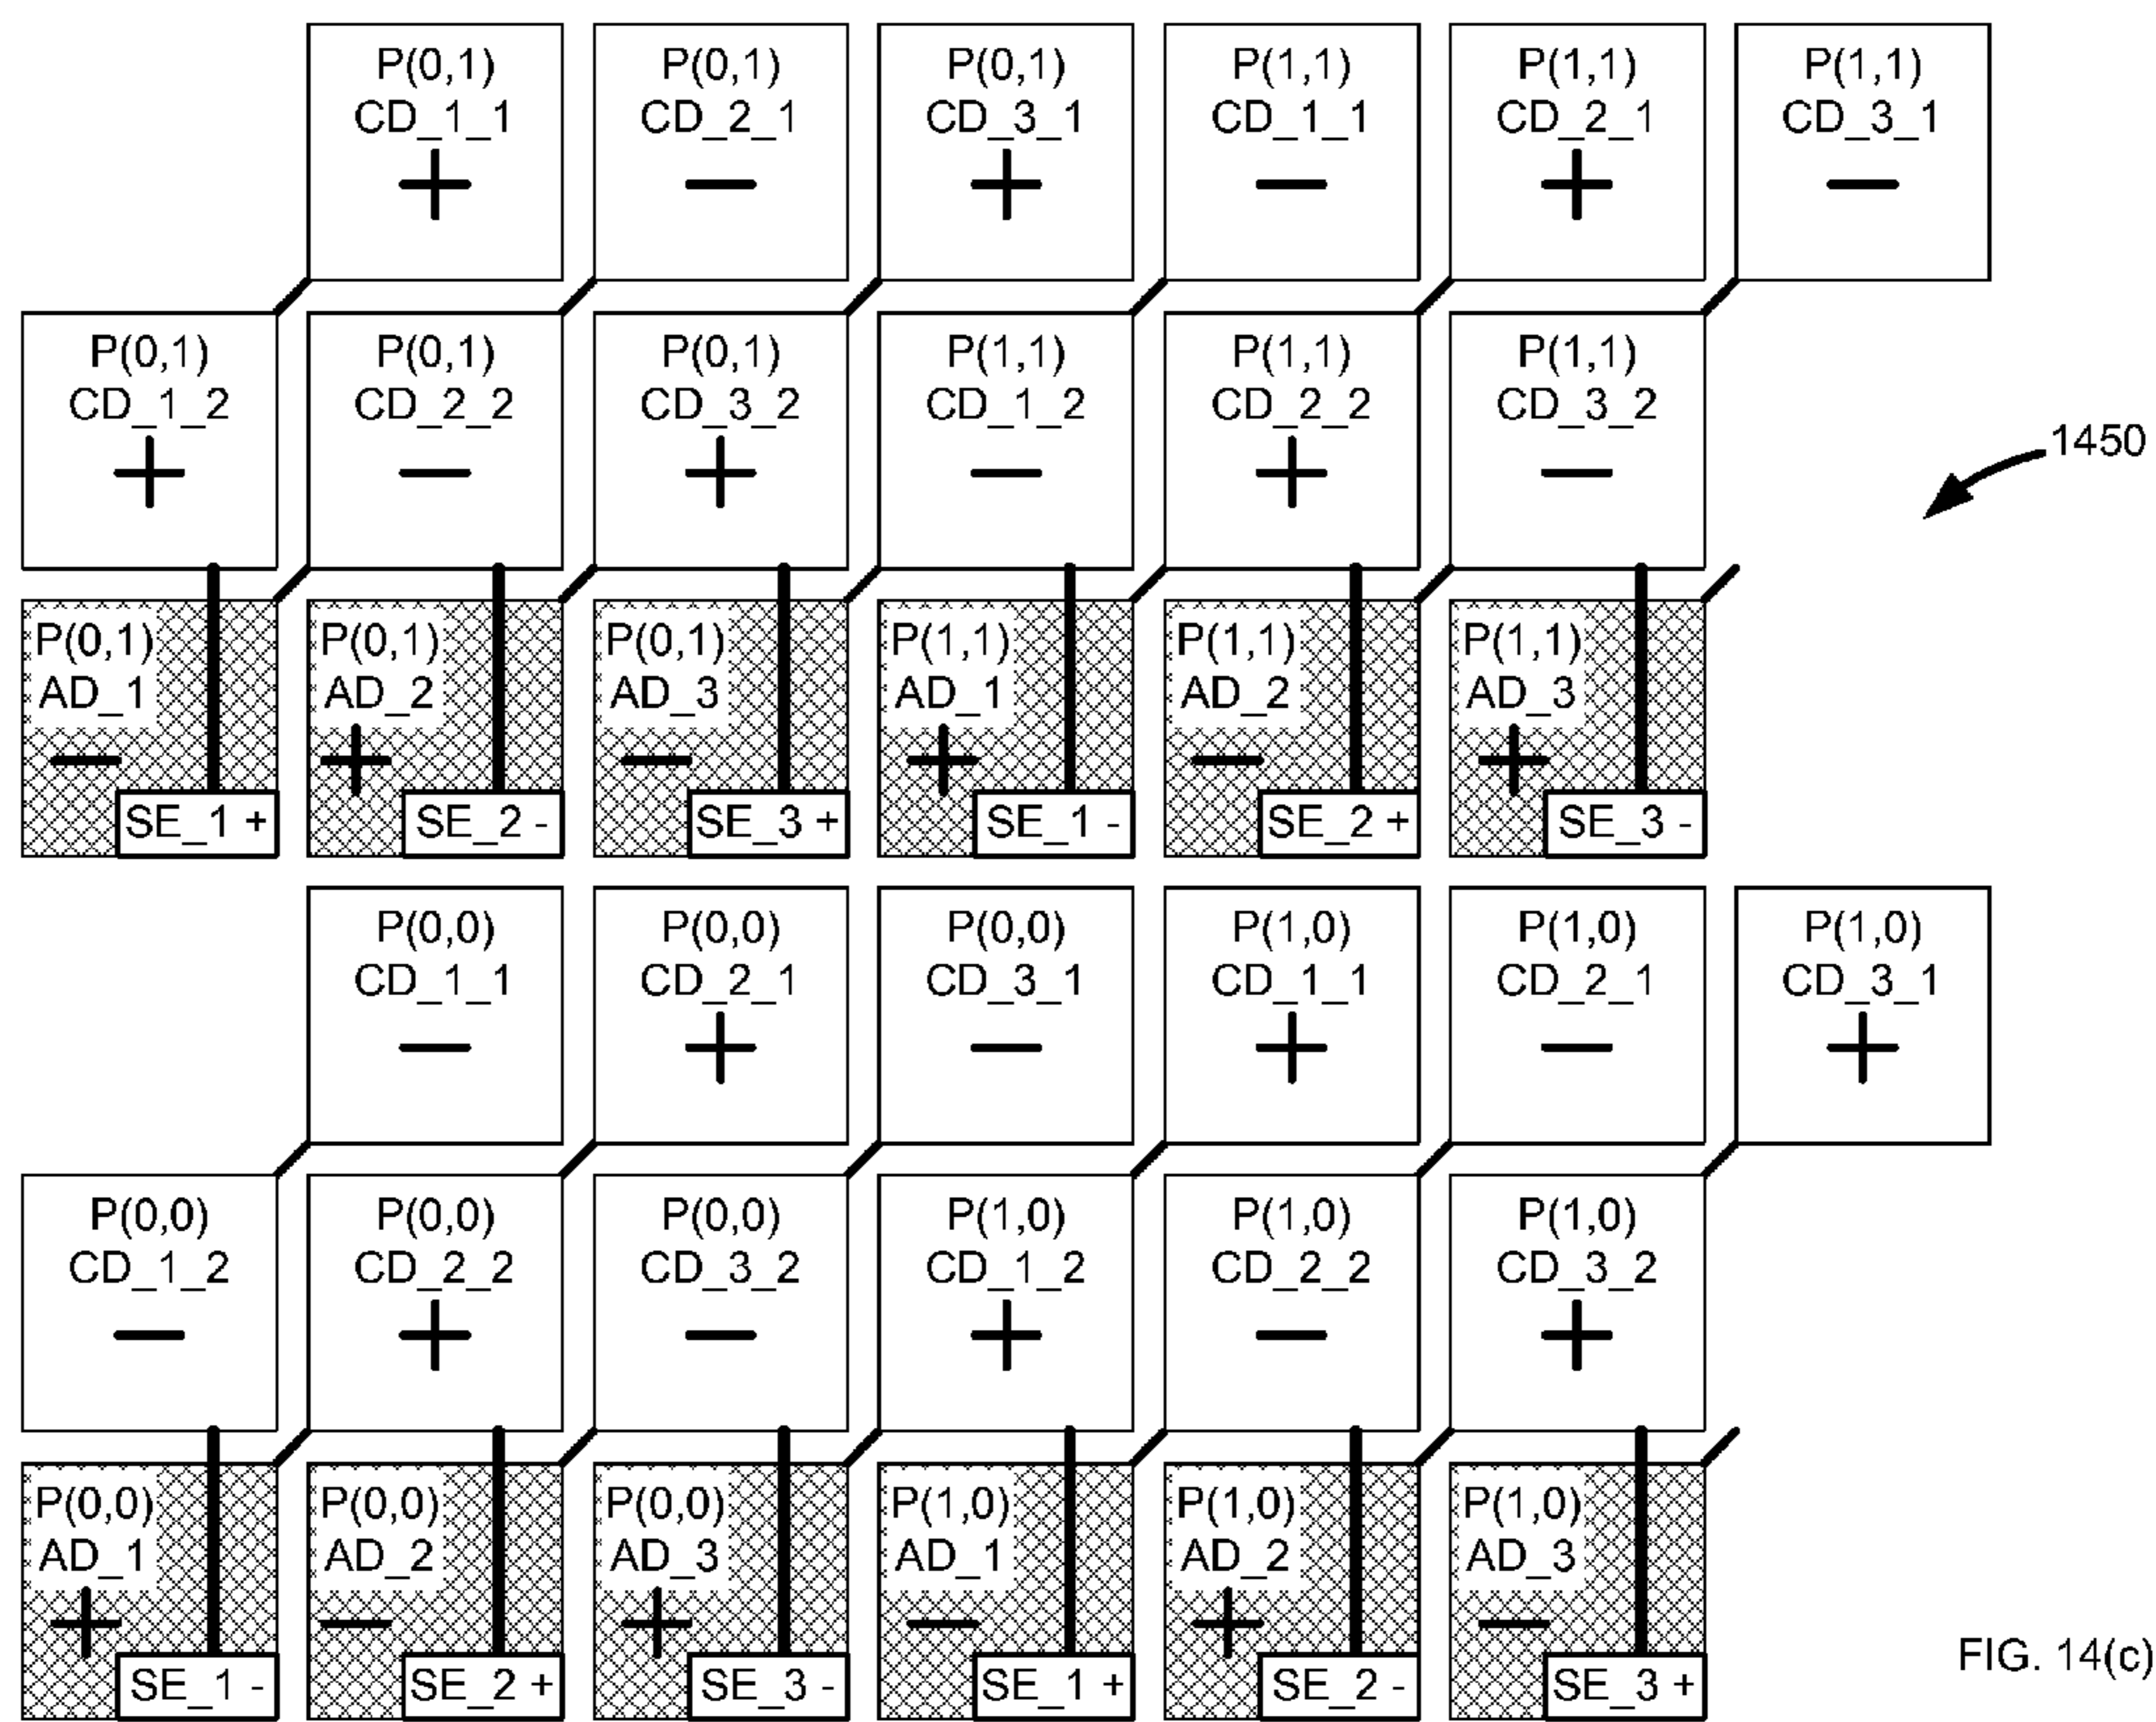 P(0,1) P(0,1) P(0,1) P(1,1) P(1,1) P(1,1)
CD_1_1 CD_2_1 CD_3_1 CD_1_1 CD_2_1 CD_3_1
+ − + − + −
P(0,1) P(0,1) P(0,1) P(1,1) P(1,1) P(1,1)
CD_1_2 CD_2_2 CD_3_2 CD_1_2 CD_2_2 CD_3_2
1450
+ − + − + −
P(0,1) P(0,1) P(0,1) P(1,1) P(1,1) P(1,1)
AD_1 AD_2 AD_3 AD_1 AD_2 AD_3
− + − + − +
SE_1 + SE_2 - SE_3 + SE_1 - SE_2 + SE_3 -
P(0,0) P(0,0) P(0,0) P(1,0) P(1,0) P(1,0)
CD_1_1 CD_2_1 CD_3_1 CD_1_1 CD_2_1 CD_3_1
− + − + − +
P(0,0) P(0,0) P(0,0) P(1,0) P(1,0) P(1,0)
CD_1_2 CD_2_2 CD_3_2 CD_1_2 CD_2_2 CD_3_2
− + − + − +
P(0,0) P(0,0) P(0,0) P(1,0) P(1,0) P(1,0)
AD_1 AD_2 AD_3 AD_1 AD_2 AD_3
+ − + − + −
SE_1 - SE_2 + SE_3 - SE_1 + SE_2 - SE_3 +
FIG. 14(c)